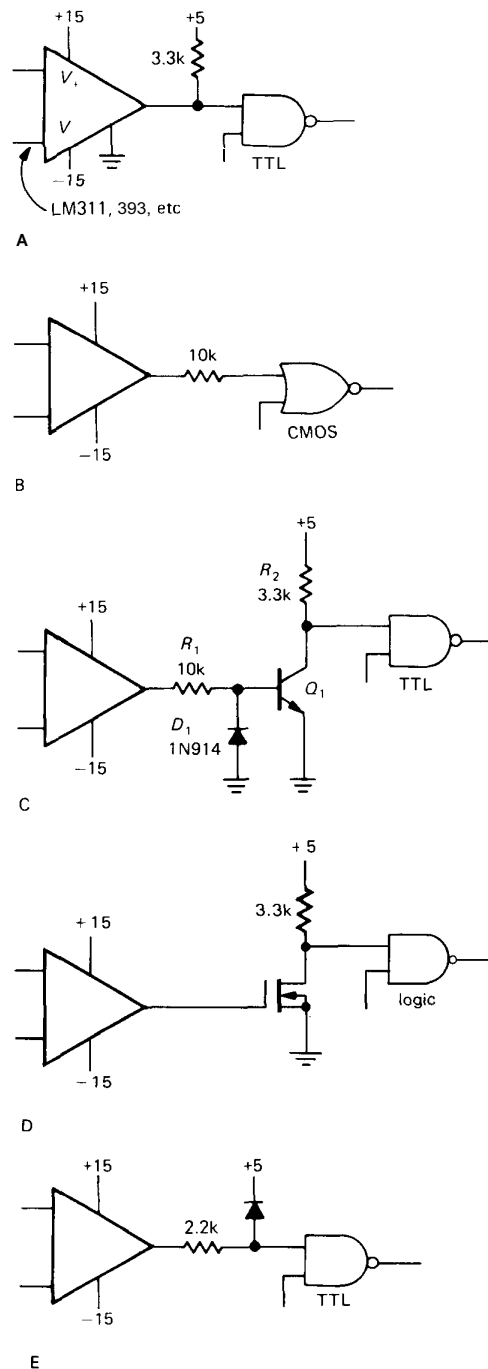 +15
+5
3.3k
V+
V
TTL
−15
LM311, 393, etc
A
+15
10k
CMOS
−15
B
+5
R2
3.3k
+15
R1
10k
Q1
TTL
D1
1N914
−15
C
+ 5
3.3k
+ 15
logic
− 15
D
+15
+5
2.2k
TTL
−15
E